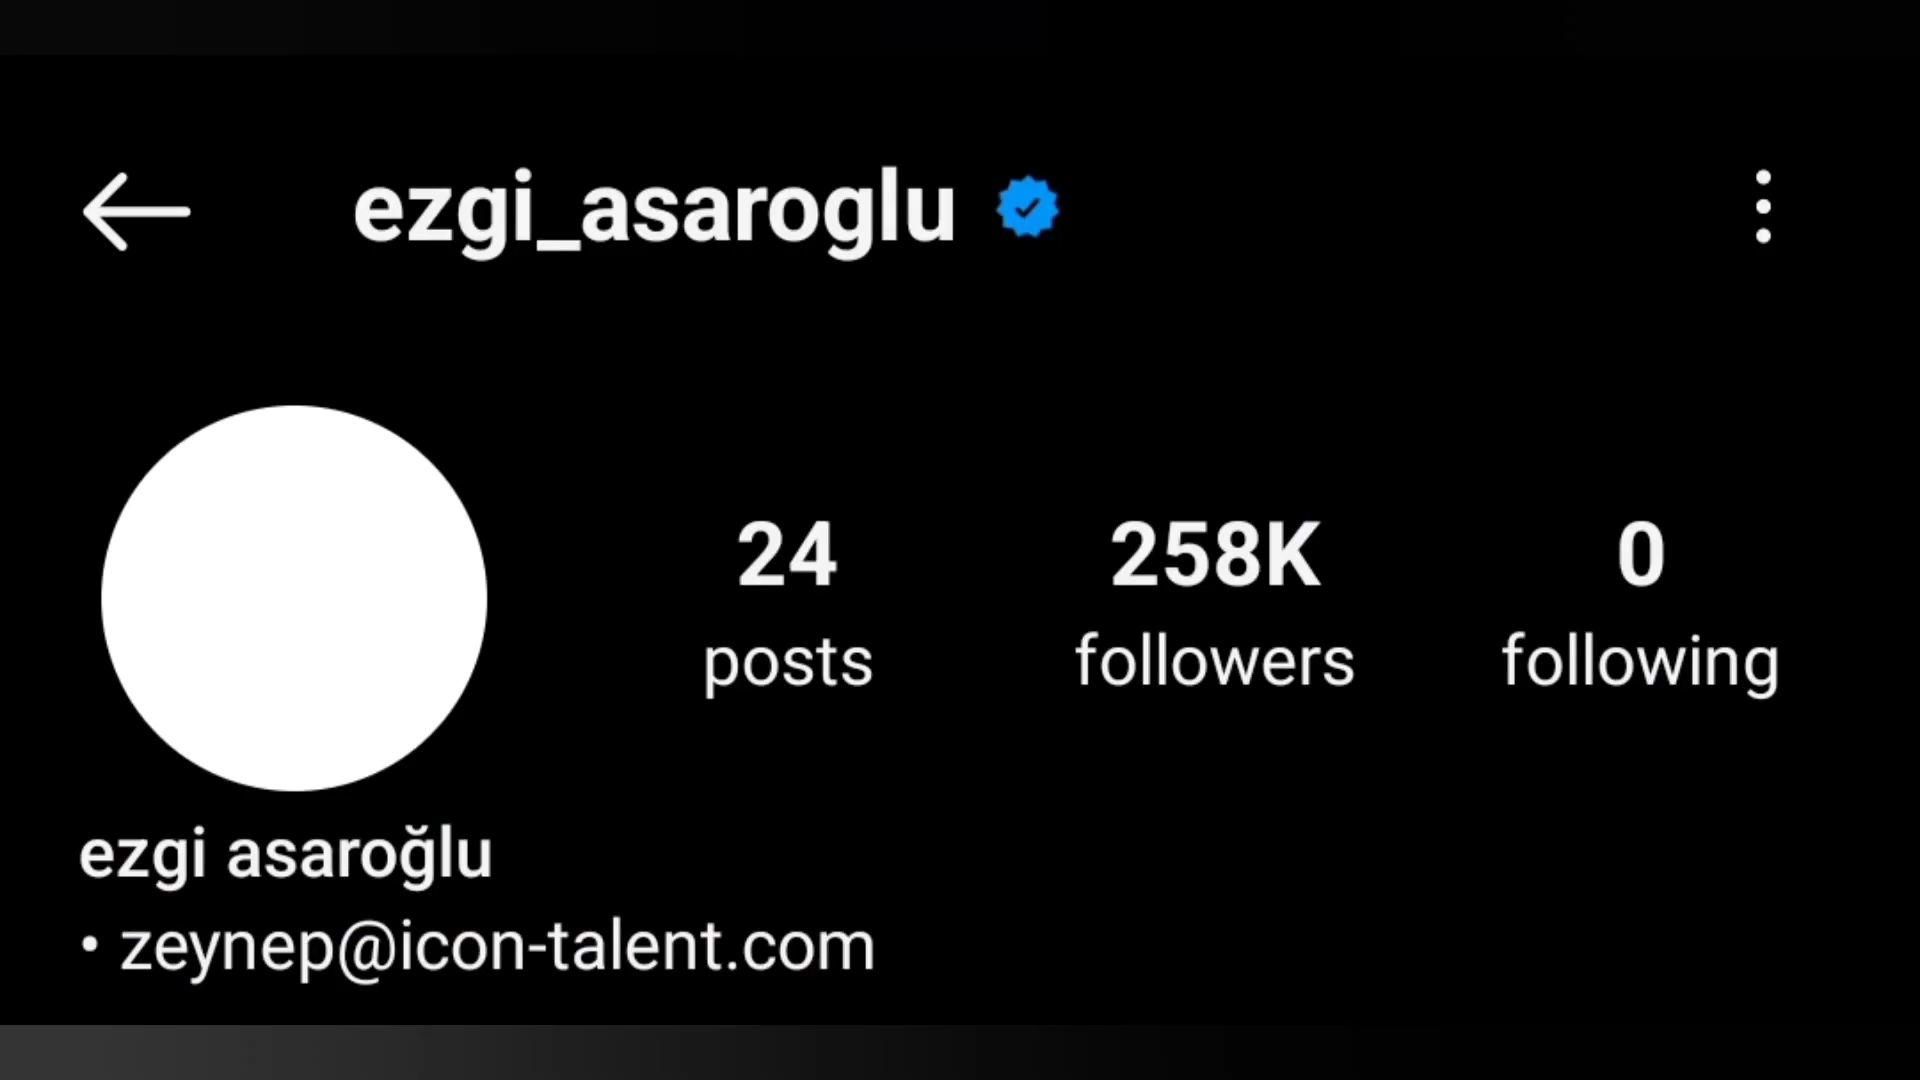 ezgi_asaroglu
24 258K 0
posts followers following
ezgi asaroğlu
• zeynep@icon-talent.com